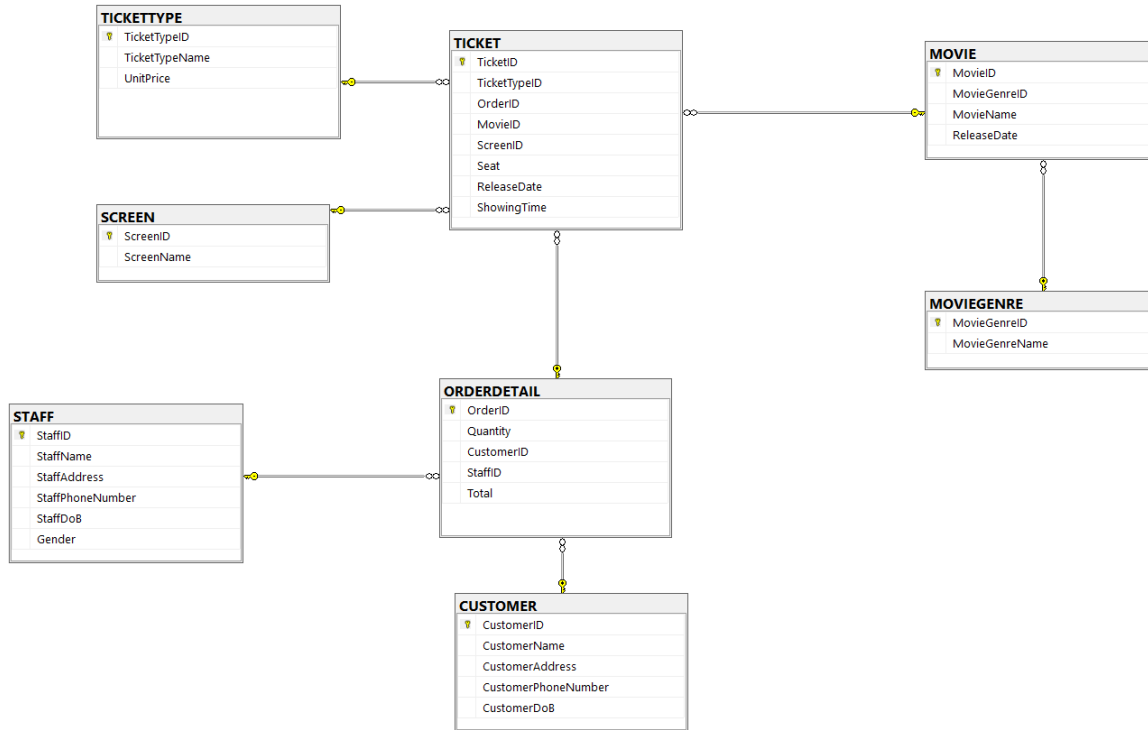 TICKETTYPE
TicketTypeID
TicketTypeName
UnitPrice
TICKET
TicketID
TicketTypeID
OrderID
MovieID
ScreenID
Seat
ReleaseDate
ShowingTime
MOVIE
MovieID
MovieGenreID
MovieName
ReleaseDate
SCREEN
ScreenID
ScreenName
MOVIEGENRE
MovieGenreID
MovieGenreName
ORDERDETAIL
OrderID
Quantity
CustomerID
StaffID
Total
STAFF
StaffID
StaffName
StaffAddress
StaffPhoneNumber
StaffDoB
Gender
CUSTOMER
CustomerID
CustomerName
CustomerAddress
CustomerPhoneNumber
CustomerDoB